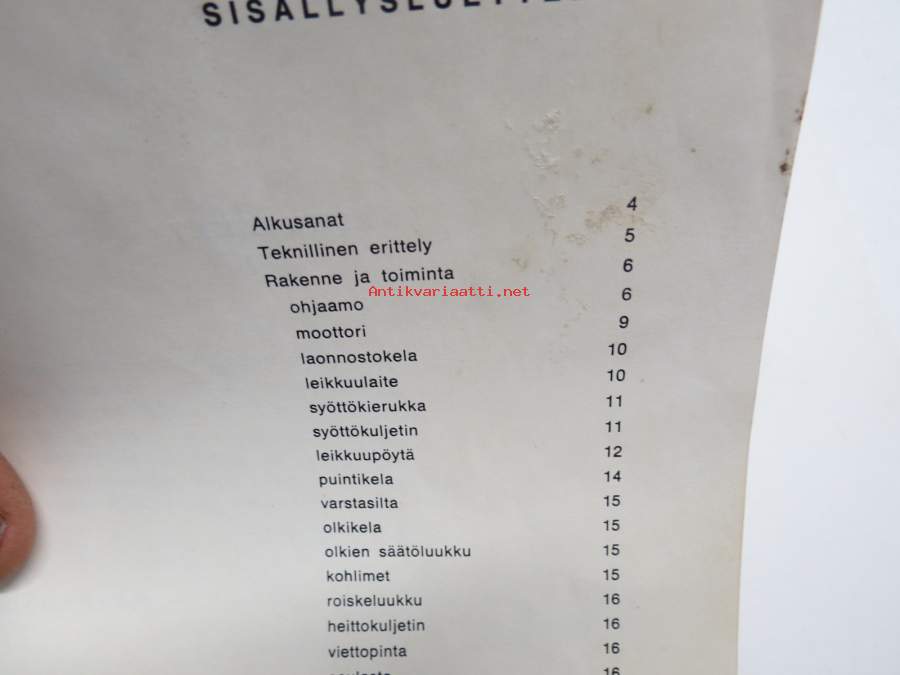 Alkusanat 4
Teknillinen erittely 5
Rakenne ja toiminta 6
Antikvariaatti.net
ohjaamo 6
moottori 9
laonnostokela 10
leikkuulaite 10
syöttökierukka 11
syöttökuljetin 11
leikkuupöytä 12
puintikela 14
varstasilta 15
olkikela 15
olkien säätöluukku 15
kohlimet 15
roiskeluukku 16
heittokuljetin 16
viettopinta 16
16